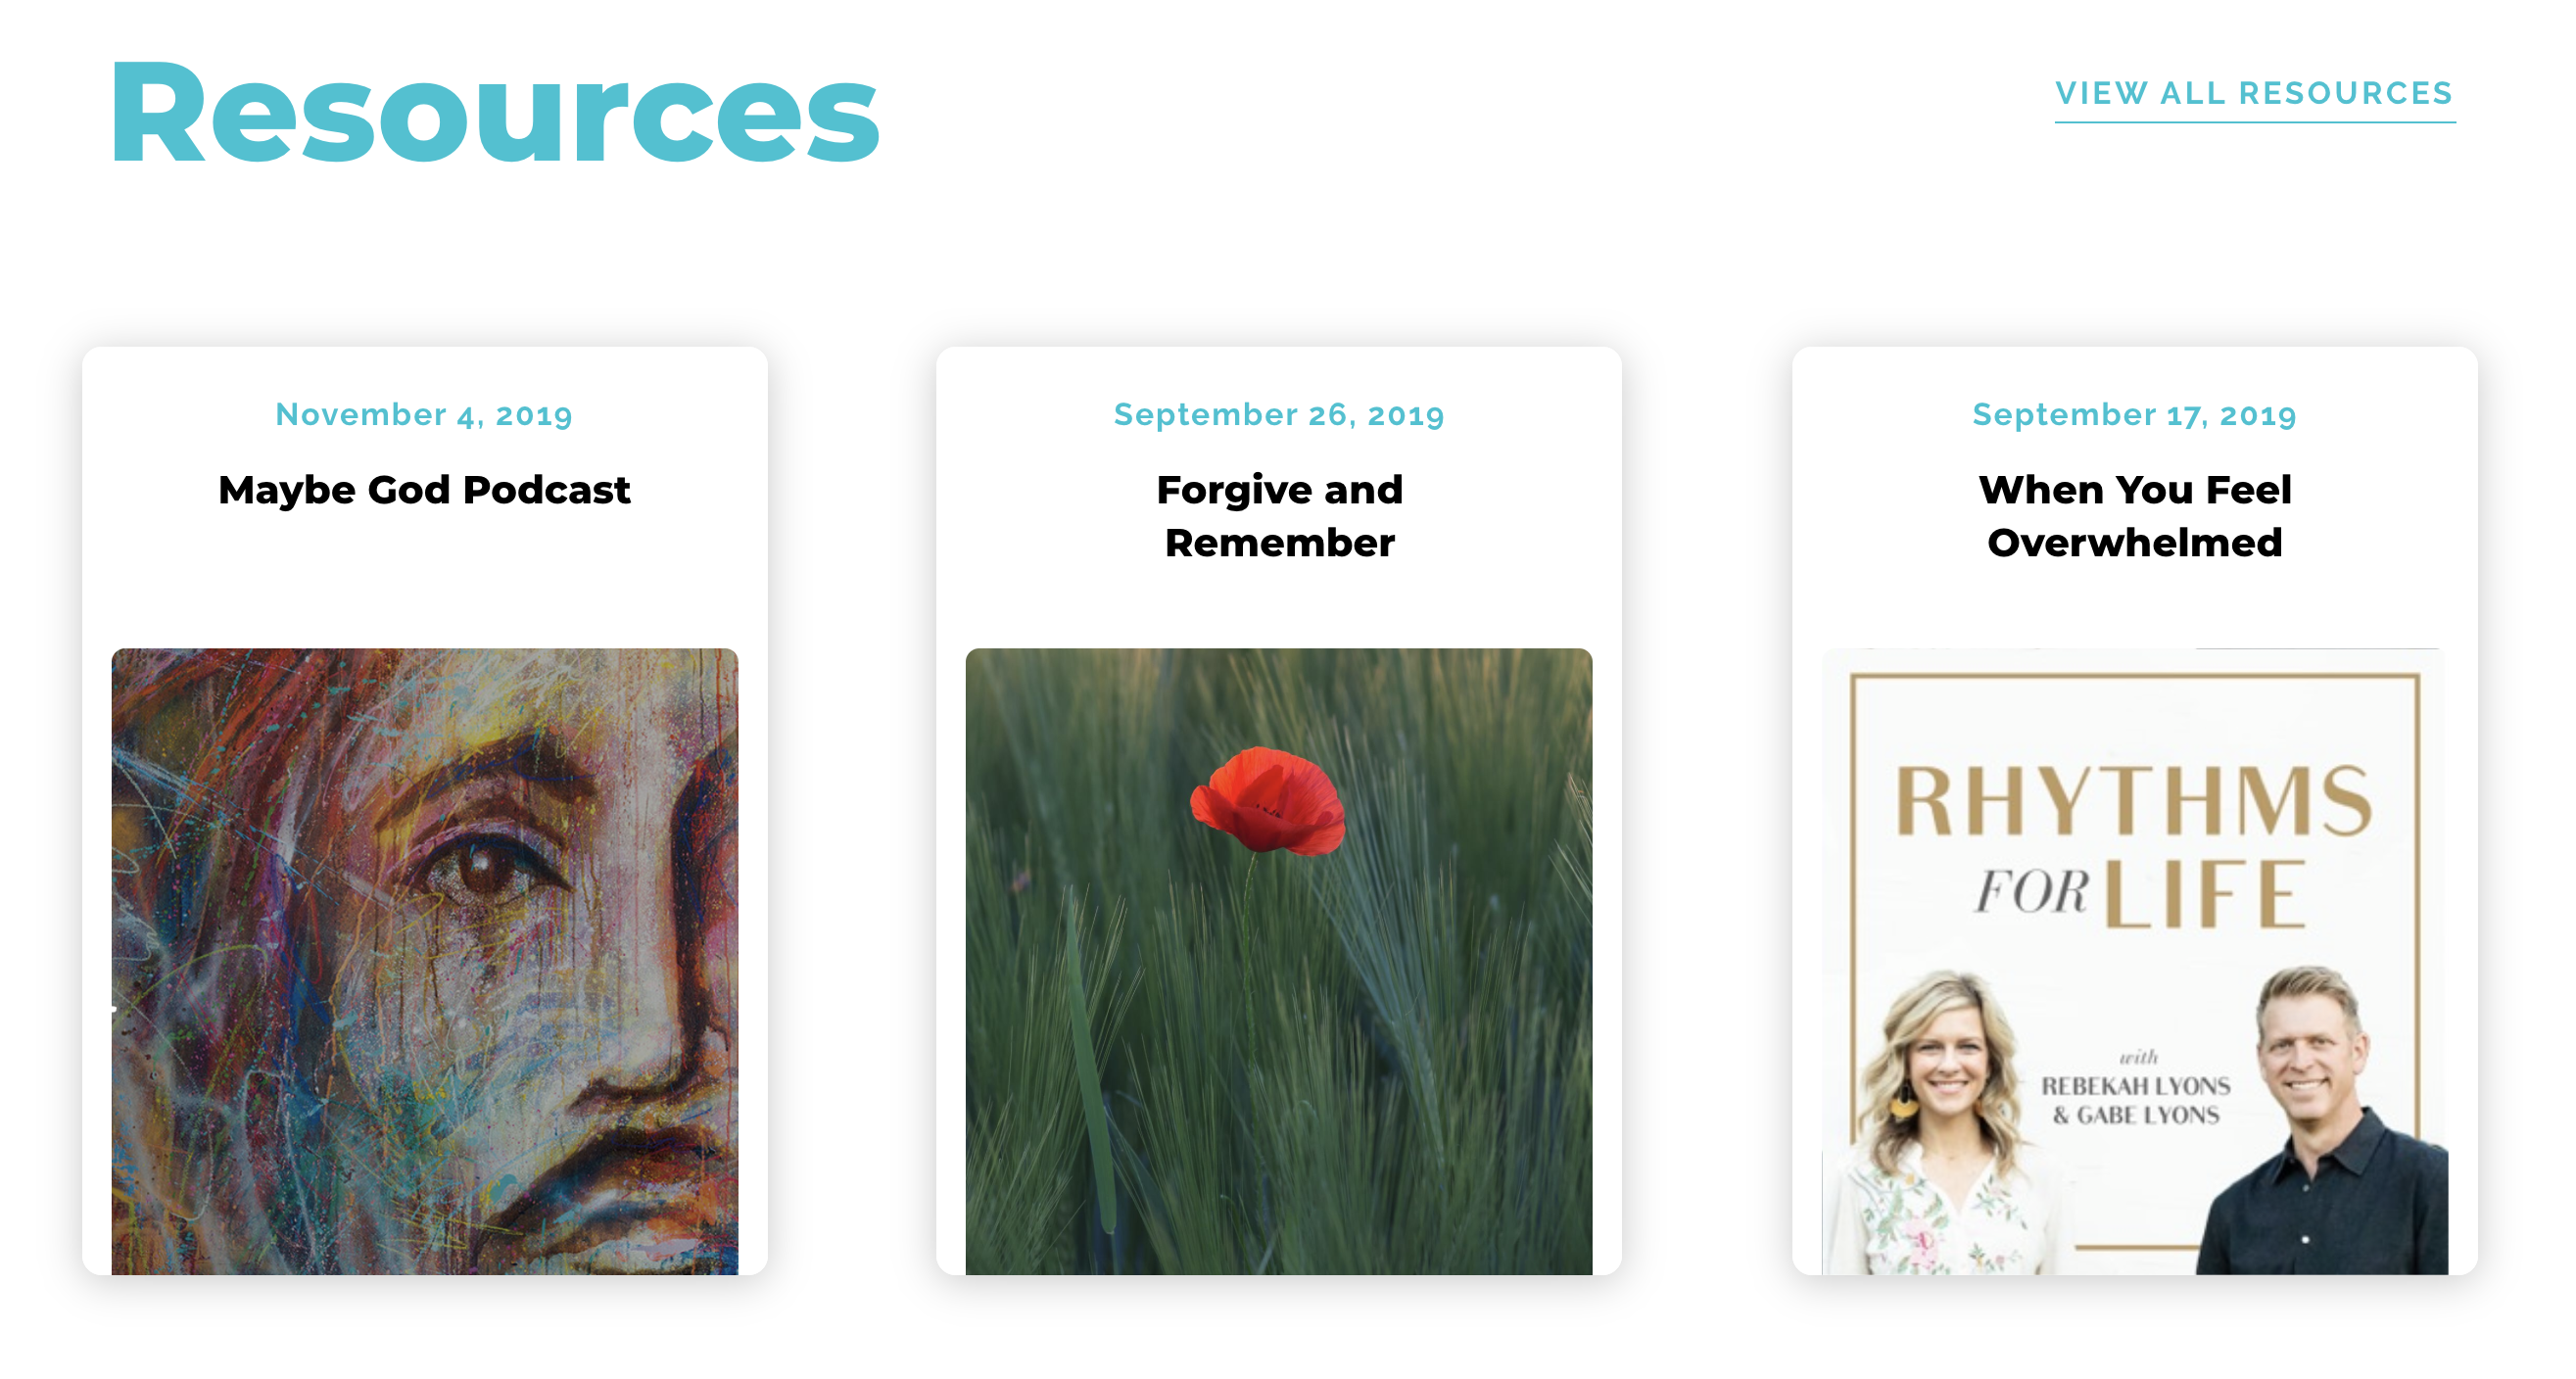 Resources
VIEW ALL RESOURCES
November 4, 2019
Maybe God Podcast
September 26, 2019
Forgive and
Remember
September 17, 2019
When You Feel
Overwhelmed
RHYTHMS
FOR LIFE
with
REBEKAH LYONS
& GABE LYONS